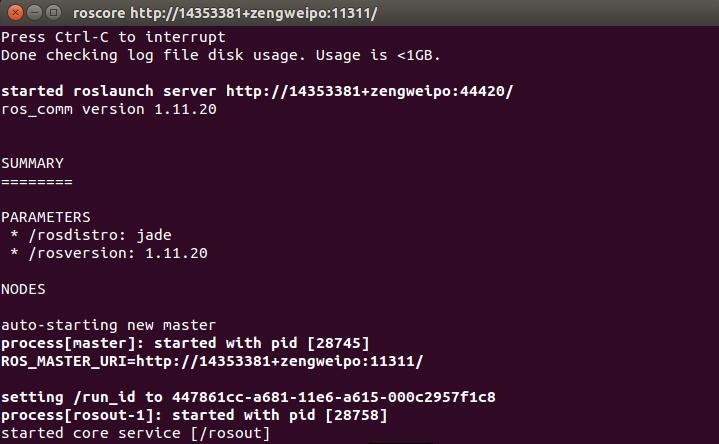 roscore http://14353381+zengweipo:11311/
Press Ctrl-C to interrupt
Done checking log file disk usage. Usage is <1GB.
started roslaunch server http://14353381+zengweipo:44420/
ros_comm version 1.11.20
SUMMARY
========
PARAMETERS
* /rosdistro: jade
* /rosversion: 1.11.20
NODES
auto-starting new master
process[master]: started with pid [28745]
ROS_MASTER_URI=http://14353381+zengweipo:11311/
setting /run_id to 447861cc-a681-11e6-a615-000c2957f1c8
process[rosout-1]: started with pid [28758]
started core service [/rosout]